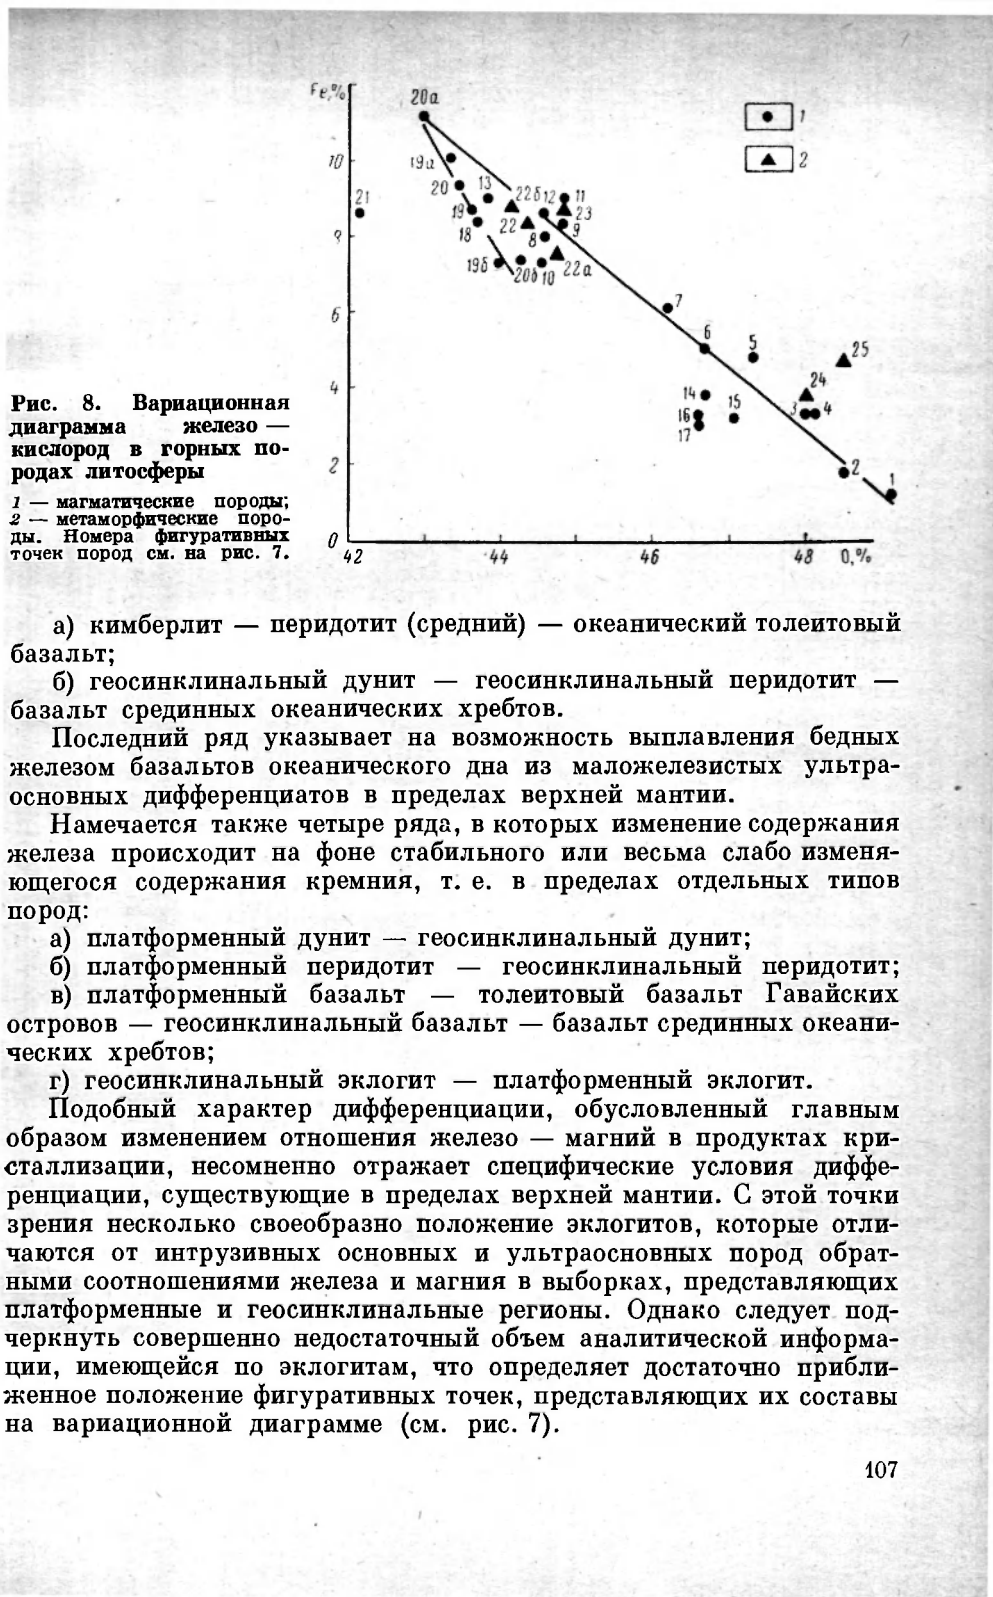 Fe,%
20а
1
10
19а
2
20
13
22б
12
11
21
19
23
18
22
9
8
8
19б
20б
10
22а
7
6
6
5
25
4
24
14
15
3
4
16
17
2
2
1
0
42
44
46
48
O,%
Рис. 8. Вариационная
диаграмма железо —
кислород в горных по-
родах литосферы
1 — магматические породы;
2 — метаморфические поро-
ды. Номера фигуративных
точек пород см. на рис. 7.
а) кимберлит — перидотит (средний) — океанический толеитовый
базальт;
б) геосинклинальный дунит — геосинклинальный перидотит —
базальт срединных океанических хребтов.
Последний ряд указывает на возможность выплавления бедных
железом базальтов океанического дна из маложелезистых ультра-
основных дифференциатов в пределах верхней мантии.
Намечается также четыре ряда, в которых изменение содержания
железа происходит на фоне стабильного или весьма слабо изменя-
ющегося содержания кремния, т. е. в пределах отдельных типов
пород:
а) платформенный дунит — геосинклинальный дунит;
б) платформенный перидотит — геосинклинальный перидотит;
в) платформенный базальт — толеитовый базальт Гавайских
островов — геосинклинальный базальт — базальт срединных океани-
ческих хребтов;
г) геосинклинальный эклогит — платформенный эклогит.
Подобный характер дифференциации, обусловленный главным
образом изменением отношения железо — магний в продуктах кри-
сталлизации, несомненно отражает специфические условия диффе-
ренциации, существующие в пределах верхней мантии. С этой точки
зрения несколько своеобразно положение эклогитов, которые отли-
чаются от интрузивных основных и ультраосновных пород обрат-
ными соотношениями железа и магния в выборках, представляющих
платформенные и геосинклинальные регионы. Однако следует под-
черкнуть совершенно недостаточный объем аналитической информа-
ции, имеющейся по эклогитам, что определяет достаточно прибли-
женное положение фигуративных точек, представляющих их составы
на вариационной диаграмме (см. рис. 7).
107